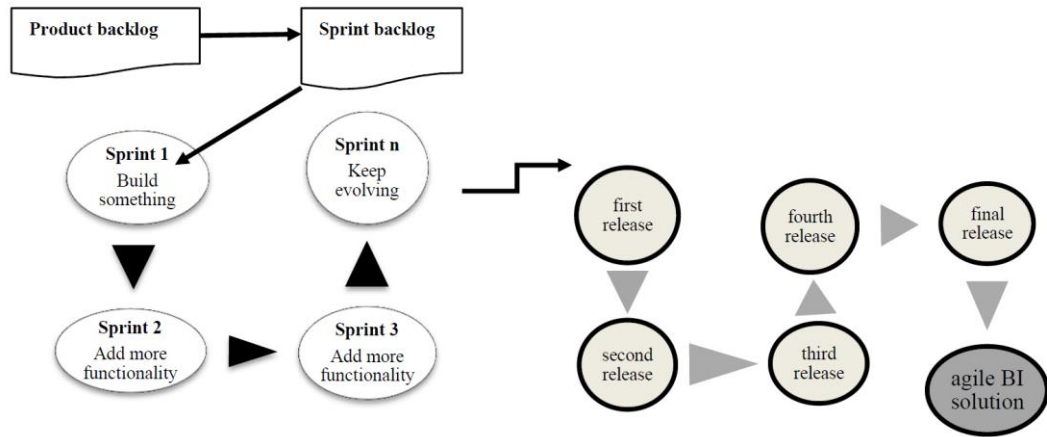 Product backlog
Sprint backlog
Sprint 1
Build
something
Sprint n
Keep
evolving
Sprint 2
Add more
functionality
Sprint 3
Add more
functionality
first
release
second
release
third
release
fourth
release
final
release
agile BI
solution